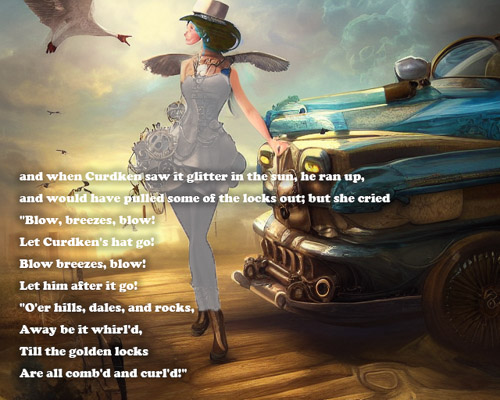 and when Curdken saw it glitter in the sun, he ran up,
and would have pulled some of the locks out; but she cried
"Blow, breezes, blow!
Let Curdken's hat go!
Blow breezes, blow!
Let him after it go!
"O'er hills, dales, and rocks,
Away be it whirl'd,
Till the golden locks
Are all comb'd and curl'd!"